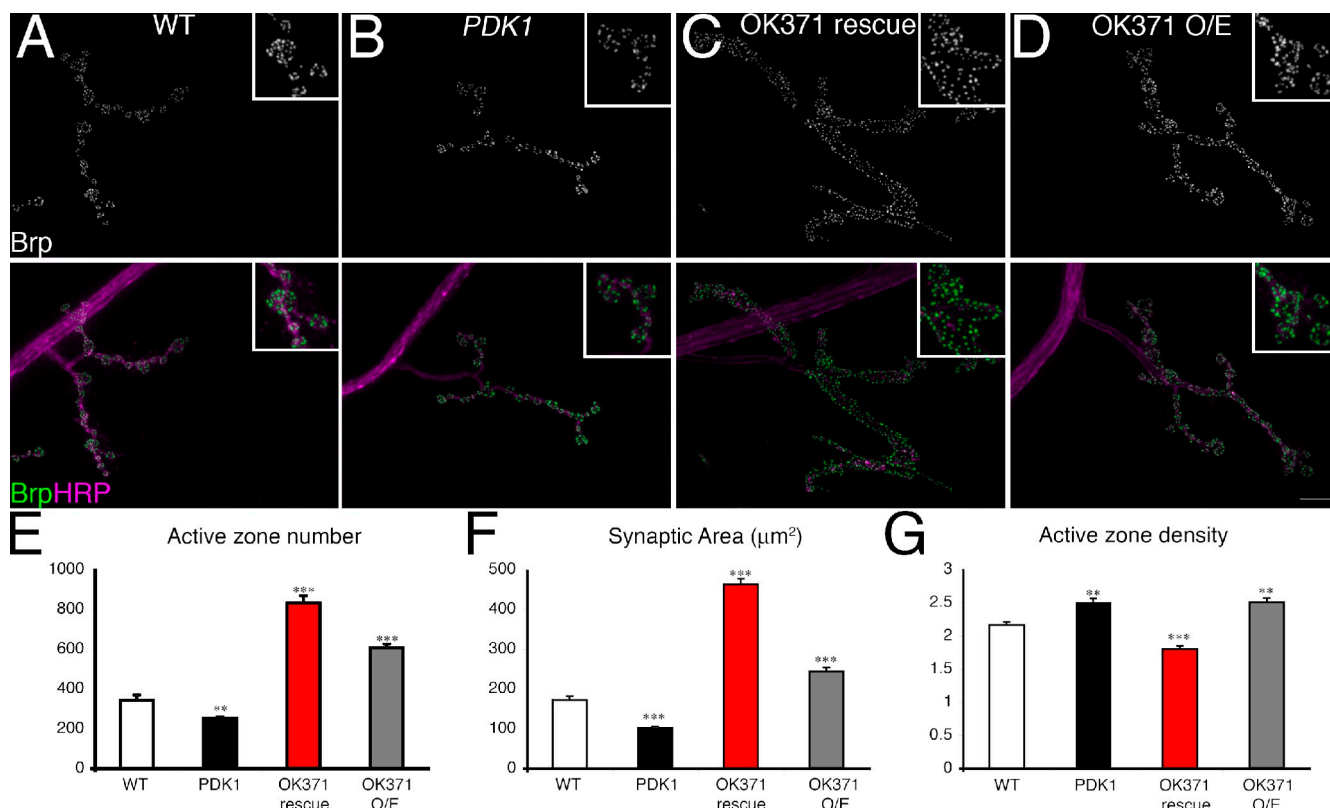 A WT
B PDK1
C OK371 rescue
D OK371 O/E
Brp
BrpHRP
E Active zone number
1000
800
600
400
200
0
**
***
***
WT PDK1 OK371 rescue OK371 O/E
F Synaptic Area (μm²)
500
400
300
200
100
0
***
***
***
WT PDK1 OK371 rescue OK371 O/E
G Active zone density
3
2.5
2
1.5
1
0.5
0
**
***
**
WT PDK1 OK371 rescue OK371 O/E